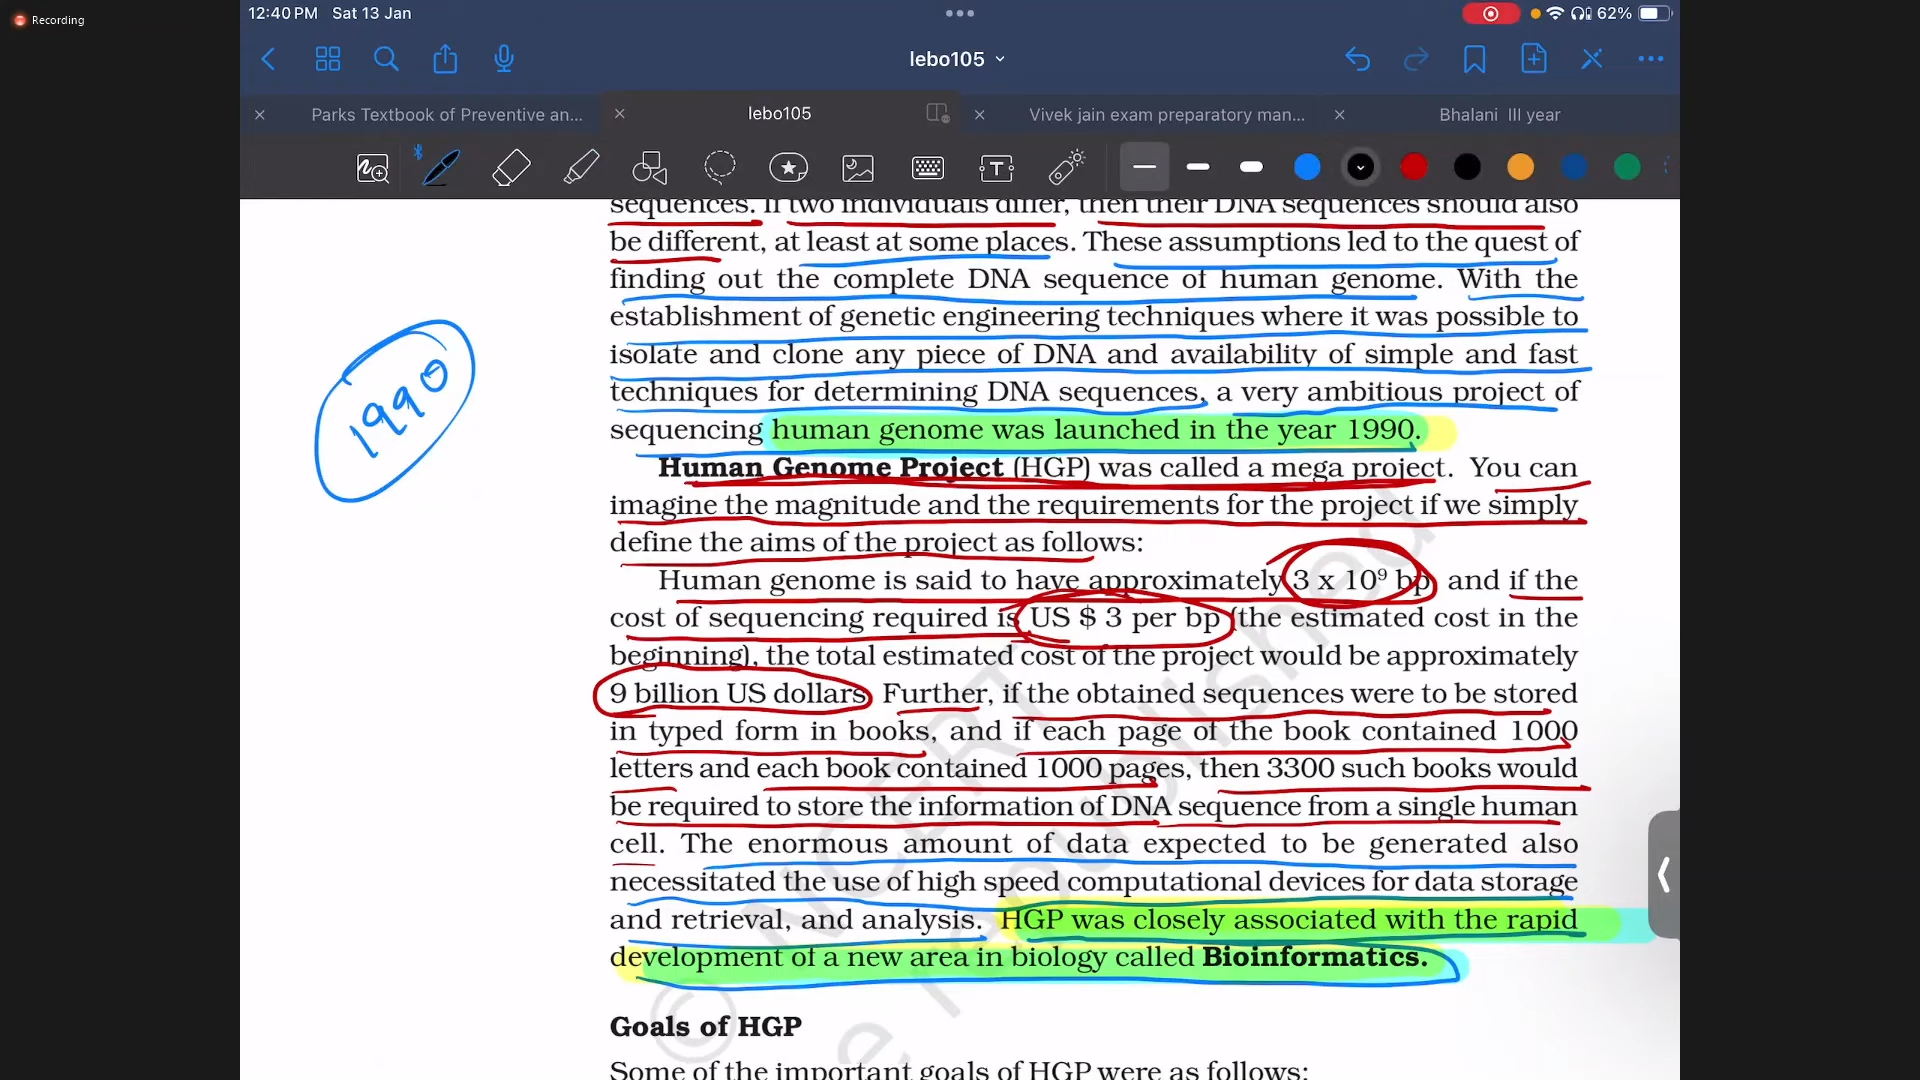 Recording
12:40 PM Sat 13 Jan
62%
lebo105
Parks Textbook of Preventive an...
lebo105
Vivek jain exam preparatory man...
Bhalani III year
sequences. If two individuals differ, then their DNA sequences should also
be different, at least at some places. These assumptions led to the quest of
finding out the complete DNA sequence of human genome. With the
establishment of genetic engineering techniques where it was possible to
isolate and clone any piece of DNA and availability of simple and fast
techniques for determining DNA sequences, a very ambitious project of
sequencing human genome was launched in the year 1990.
1990
Human Genome Project (HGP) was called a mega project. You can
imagine the magnitude and the requirements for the project if we simply
define the aims of the project as follows:
Human genome is said to have approximately 3 x 10⁹ bp, and if the
cost of sequencing required is US $ 3 per bp (the estimated cost in the
beginning), the total estimated cost of the project would be approximately
9 billion US dollars. Further, if the obtained sequences were to be stored
in typed form in books, and if each page of the book contained 1000
letters and each book contained 1000 pages, then 3300 such books would
be required to store the information of DNA sequence from a single human
cell. The enormous amount of data expected to be generated also
necessitated the use of high speed computational devices for data storage
and retrieval, and analysis. HGP was closely associated with the rapid
development of a new area in biology called Bioinformatics.
© NCERT
e republished
Goals of HGP
Some of the important goals of HGP were as follows: